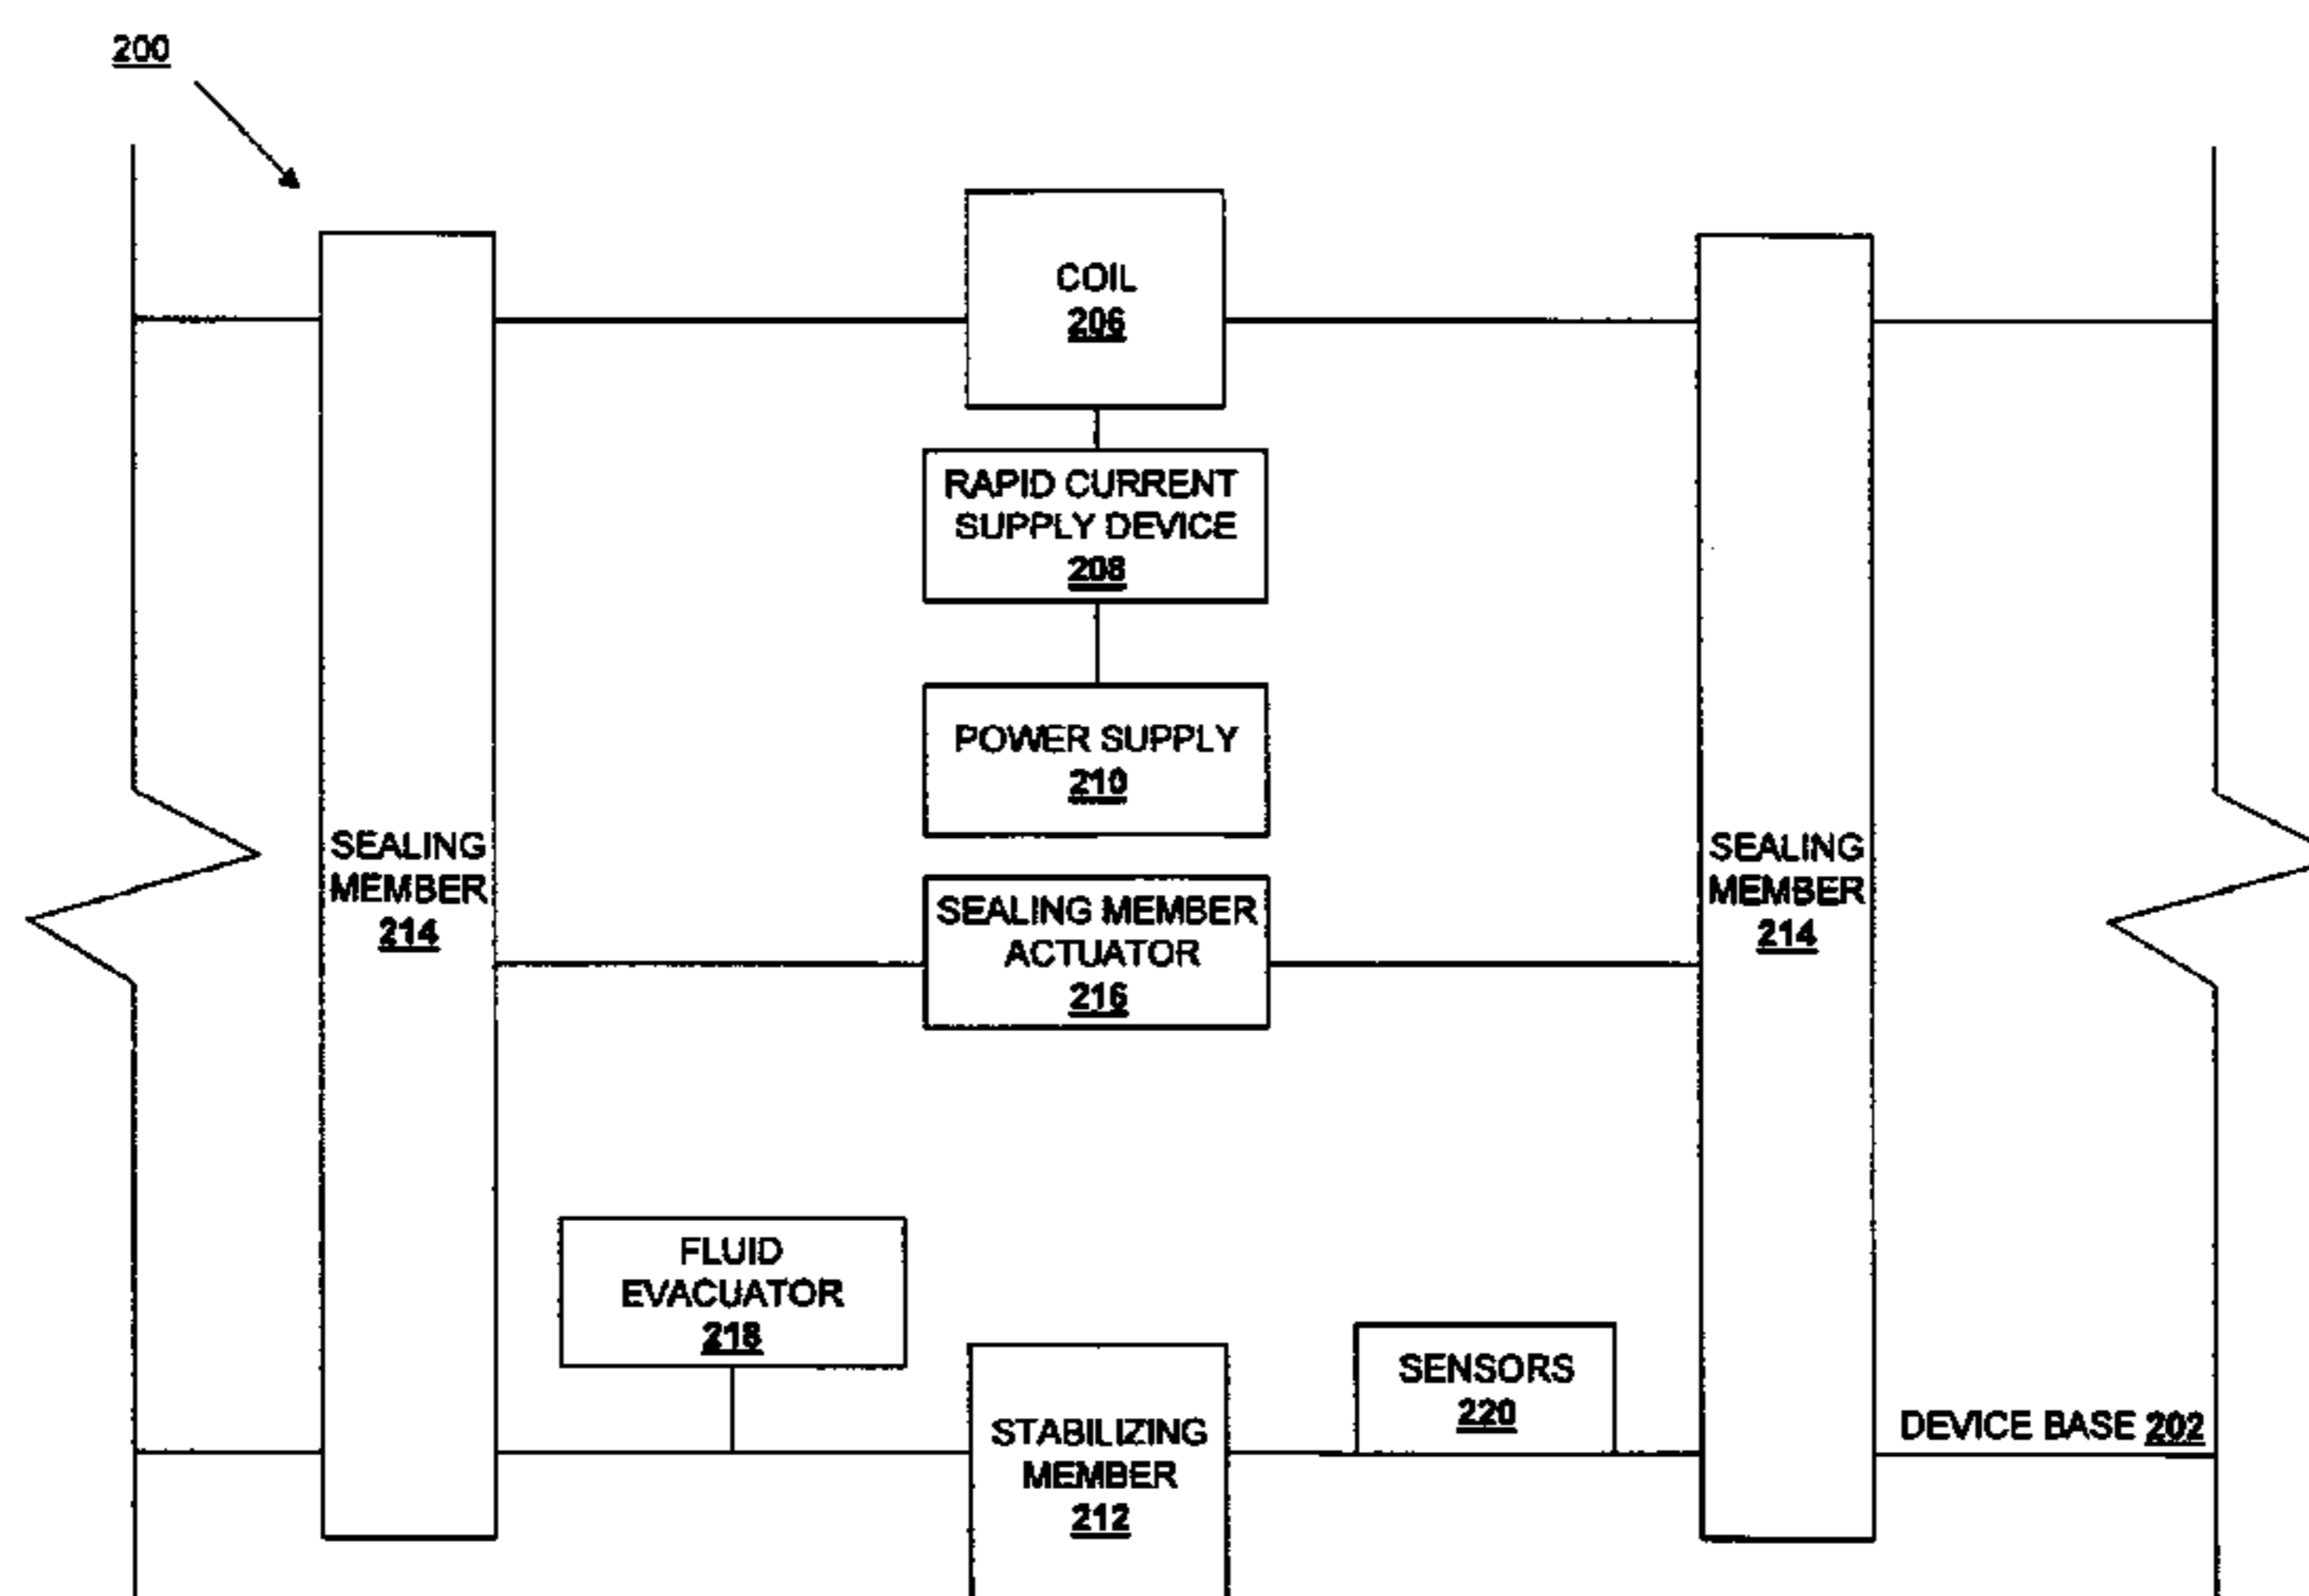 200
COIL
206
RAPID CURRENT
SUPPLY DEVICE
208
POWER SUPPLY
210
SEALING
MEMBER
214
SEALING MEMBER
ACTUATOR
216
SEALING
MEMBER
214
FLUID
EVACUATOR
218
SENSORS
220
STABILIZING
MEMBER
212
DEVICE BASE 202